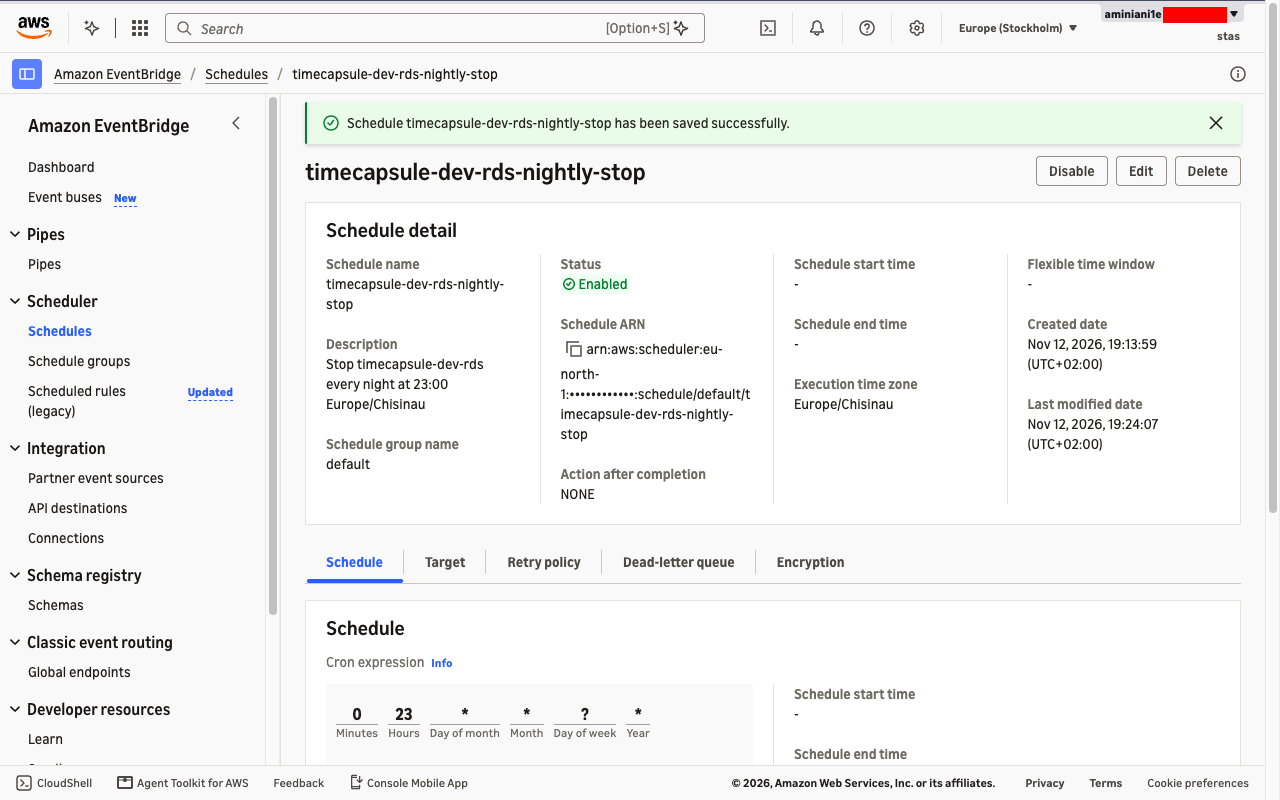 aws
Search
[Option+S]
Europe (Stockholm)
aminiani1e
stas
Amazon EventBridge / Schedules / timecapsule-dev-rds-nightly-stop
Amazon EventBridge
Dashboard
Event buses New
Pipes
Pipes
Scheduler
Schedules
Schedule groups
Scheduled rules
(legacy)
Updated
Integration
Partner event sources
API destinations
Connections
Schema registry
Schemas
Classic event routing
Global endpoints
Developer resources
Learn
Schedule timecapsule-dev-rds-nightly-stop has been saved successfully.
timecapsule-dev-rds-nightly-stop
Disable
Edit
Delete
Schedule detail
Schedule name
timecapsule-dev-rds-nightly-
stop
Description
Stop timecapsule-dev-rds
every night at 23:00
Europe/Chisinau
Schedule group name
default
Status
Enabled
Schedule ARN
arn:aws:scheduler:eu-
north-
1:••••••••••••:schedule/default/t
imecapsule-dev-rds-nightly-
stop
Action after completion
NONE
Schedule start time
-
Schedule end time
-
Execution time zone
Europe/Chisinau
Flexible time window
-
Created date
Nov 12, 2026, 19:13:59
(UTC+02:00)
Last modified date
Nov 12, 2026, 19:24:07
(UTC+02:00)
Schedule
Target
Retry policy
Dead-letter queue
Encryption
Schedule
Cron expression Info
0 23 * * ? *
Minutes Hours Day of month Month Day of week Year
Schedule start time
-
Schedule end time
CloudShell
Agent Toolkit for AWS
Feedback
Console Mobile App
© 2026, Amazon Web Services, Inc. or its affiliates.
Privacy
Terms
Cookie preferences